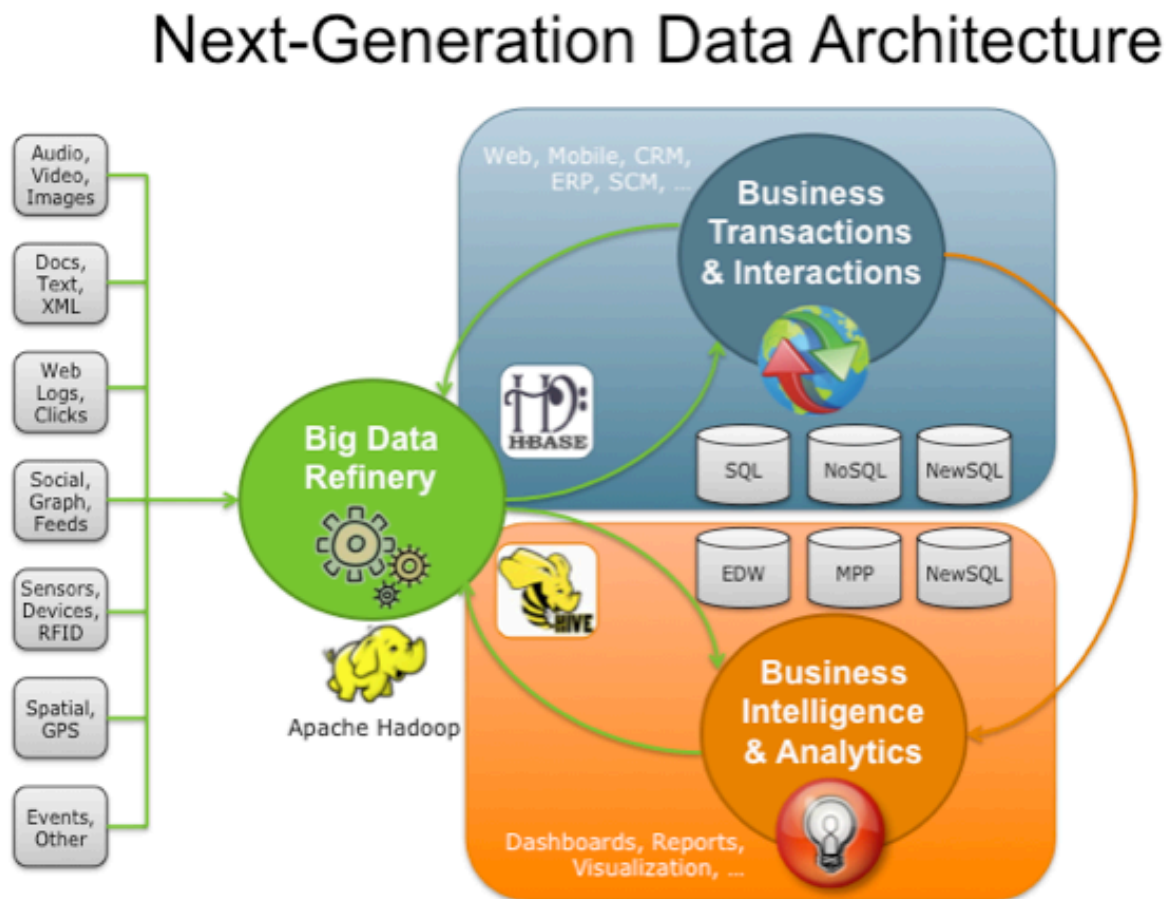 Next-Generation Data Architecture
Audio,
Video,
Images
Docs,
Text,
XML
Web
Logs,
Clicks
Social,
Graph,
Feeds
Sensors,
Devices,
RFID
Spatial,
GPS
Events,
Other
Big Data
Refinery
Apache Hadoop
Web, Mobile, CRM,
ERP, SCM, ...
Business
Transactions
& Interactions
HBASE
SQL
NoSQL
NewSQL
EDW
MPP
NewSQL
HIVE
Business
Intelligence
& Analytics
Dashboards, Reports,
Visualization, ...